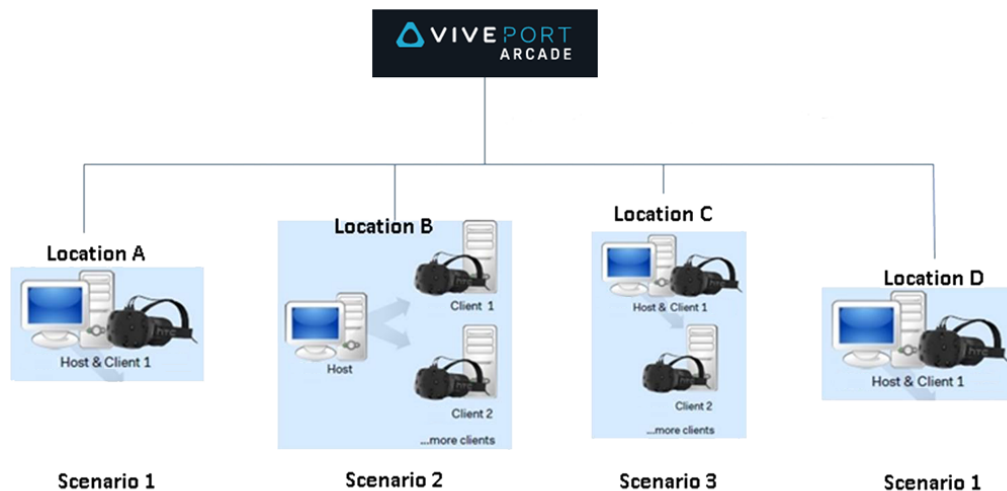 VIVEPORT
ARCADE
Location A
Host & Client 1
Scenario 1
Location B
Client 1
Host
Client 2
...more clients
Scenario 2
Location C
Host & Client 1
Client 2
....more clients
Scenario 3
Location D
Host & Client 1
Scenario 1